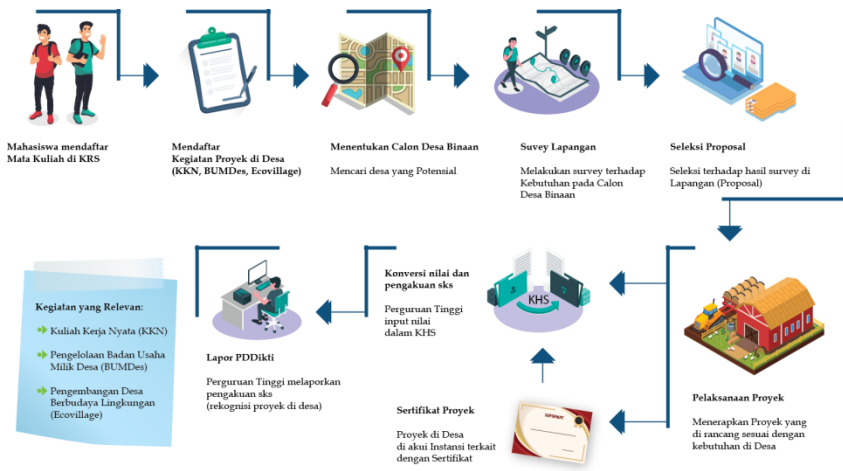 Mahasiswa mendaftar
Mata Kuliah di KRS
Mendaftar
Kegiatan Proyek di Desa
(KKN, BUMDes, Ecovillage)
Menentukan Calon Desa Binaan
Mencari desa yang Potensial
Suvey Lapangan
Melakukan survey terhadap
Kebutuhan pada Calon
Desa Binaan
Seleksi Proposal
Seleksi terhadap hasil survey di
Lapangan (Proposal)
Pelaksanaan Proyek
Menerapkan Proyek yang
di rancang sesuai dengan
kebutuhan di Desa
Konversi nilai dan
pengakuan sks
Perguruan Tinggi
input nilai
dalam KHS
KHS
Sertifikat Proyek
Proyek di Desa
di akui Instansi terkait
dengan Sertifikat
Lapor PDDikti
Perguruan Tinggi melaporkan
pengakuan sks
(rekognisi proyek di desa)
Kegiatan yang Relevan:
Kuliah Kerja Nyata (KKN)
Pengelolaan Badan Usaha
Milik Desa (BUMDes)
Pengembangan Desa
Berbudaya Lingkungan
(Ecovillage)